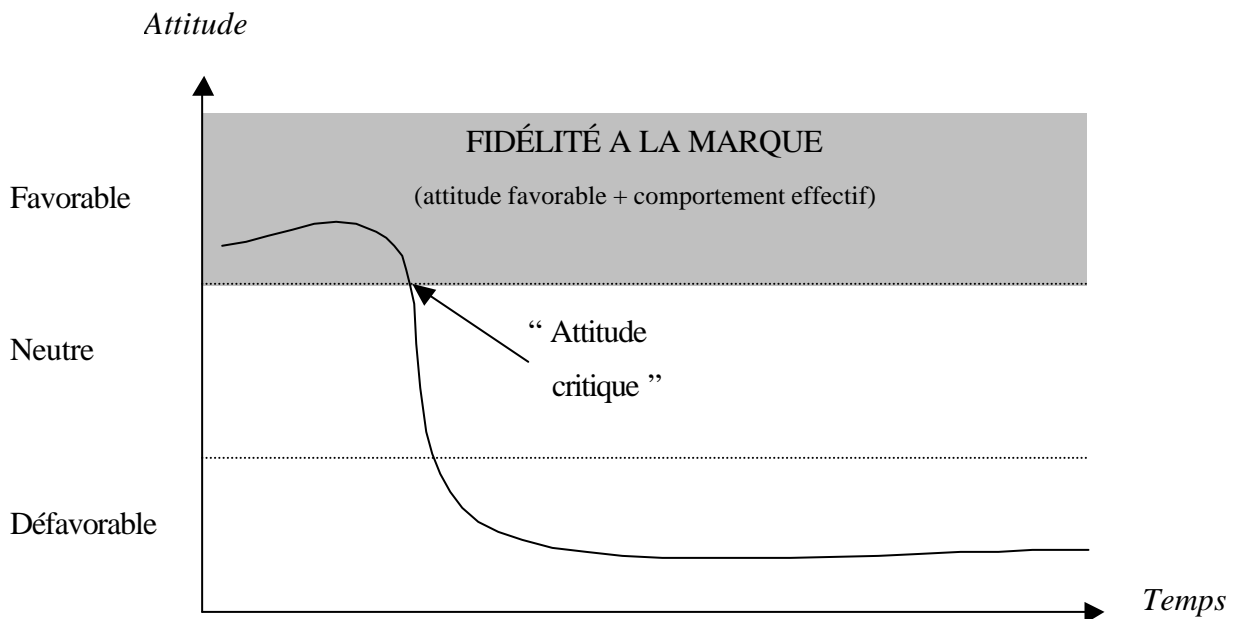 Attitude
FIDÉLITÉ A LA MARQUE
Favorable
(attitude favorable + comportement effectif)
“ Attitude
Neutre
critique ”
Défavorable
Temps